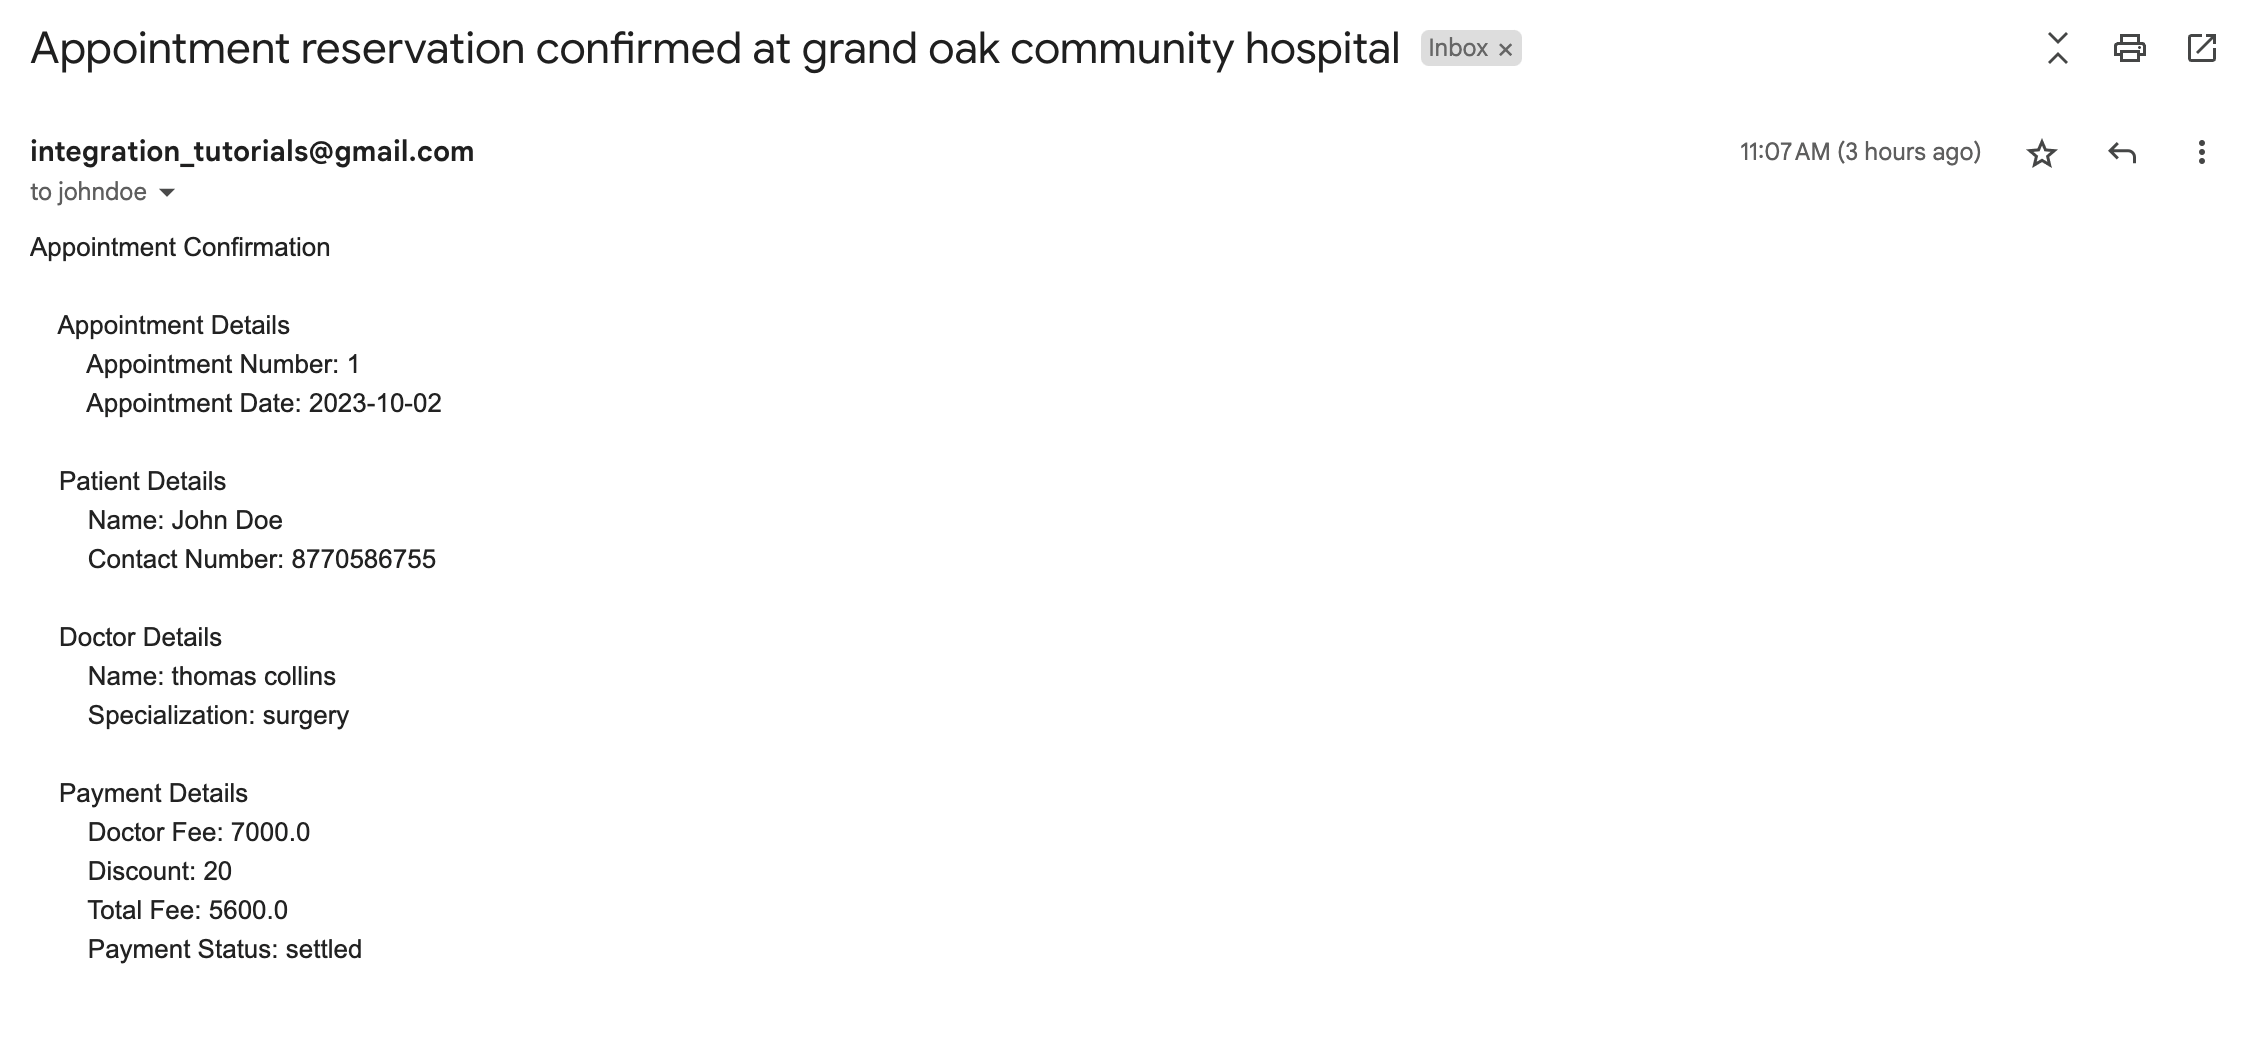 Appointment reservation confirmed at grand oak community hospital Inbox ×
integration_tutorials@gmail.com 11:07 AM (3 hours ago)
to johndoe
Appointment Confirmation
Appointment Details
Appointment Number: 1
Appointment Date: 2023-10-02
Patient Details
Name: John Doe
Contact Number: 8770586755
Doctor Details
Name: thomas collins
Specialization: surgery
Payment Details
Doctor Fee: 7000.0
Discount: 20
Total Fee: 5600.0
Payment Status: settled